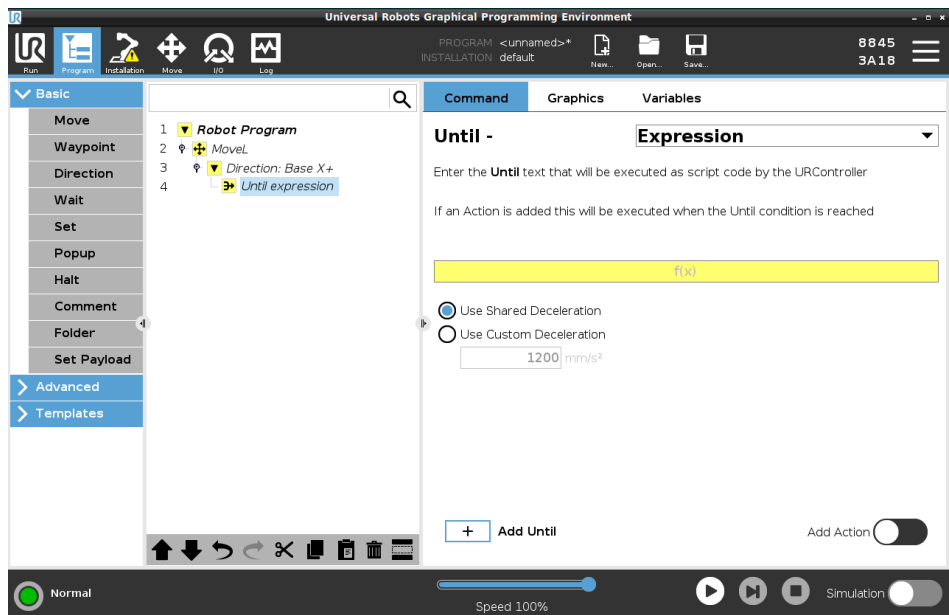 UR
Universal Robots Graphical Programming Environment
UR
Run
Program
Installation
Move
I/O
Log
PROGRAM <unnamed>*
INSTALLATION default
New...
Open...
Save...
8845
3A18
Basic
Move
Waypoint
Direction
Wait
Set
Popup
Halt
Comment
Folder
Set Payload
Advanced
Templates
1 Robot Program
2 MoveL
3 Direction: Base X+
4 Until expression
Command Graphics Variables
Until - Expression
Enter the Until text that will be executed as script code by the URController
If an Action is added this will be executed when the Until condition is reached
f(x)
Use Shared Deceleration
Use Custom Deceleration
1200 mm/s²
+ Add Until
Add Action
Normal
Speed 100%
Simulation